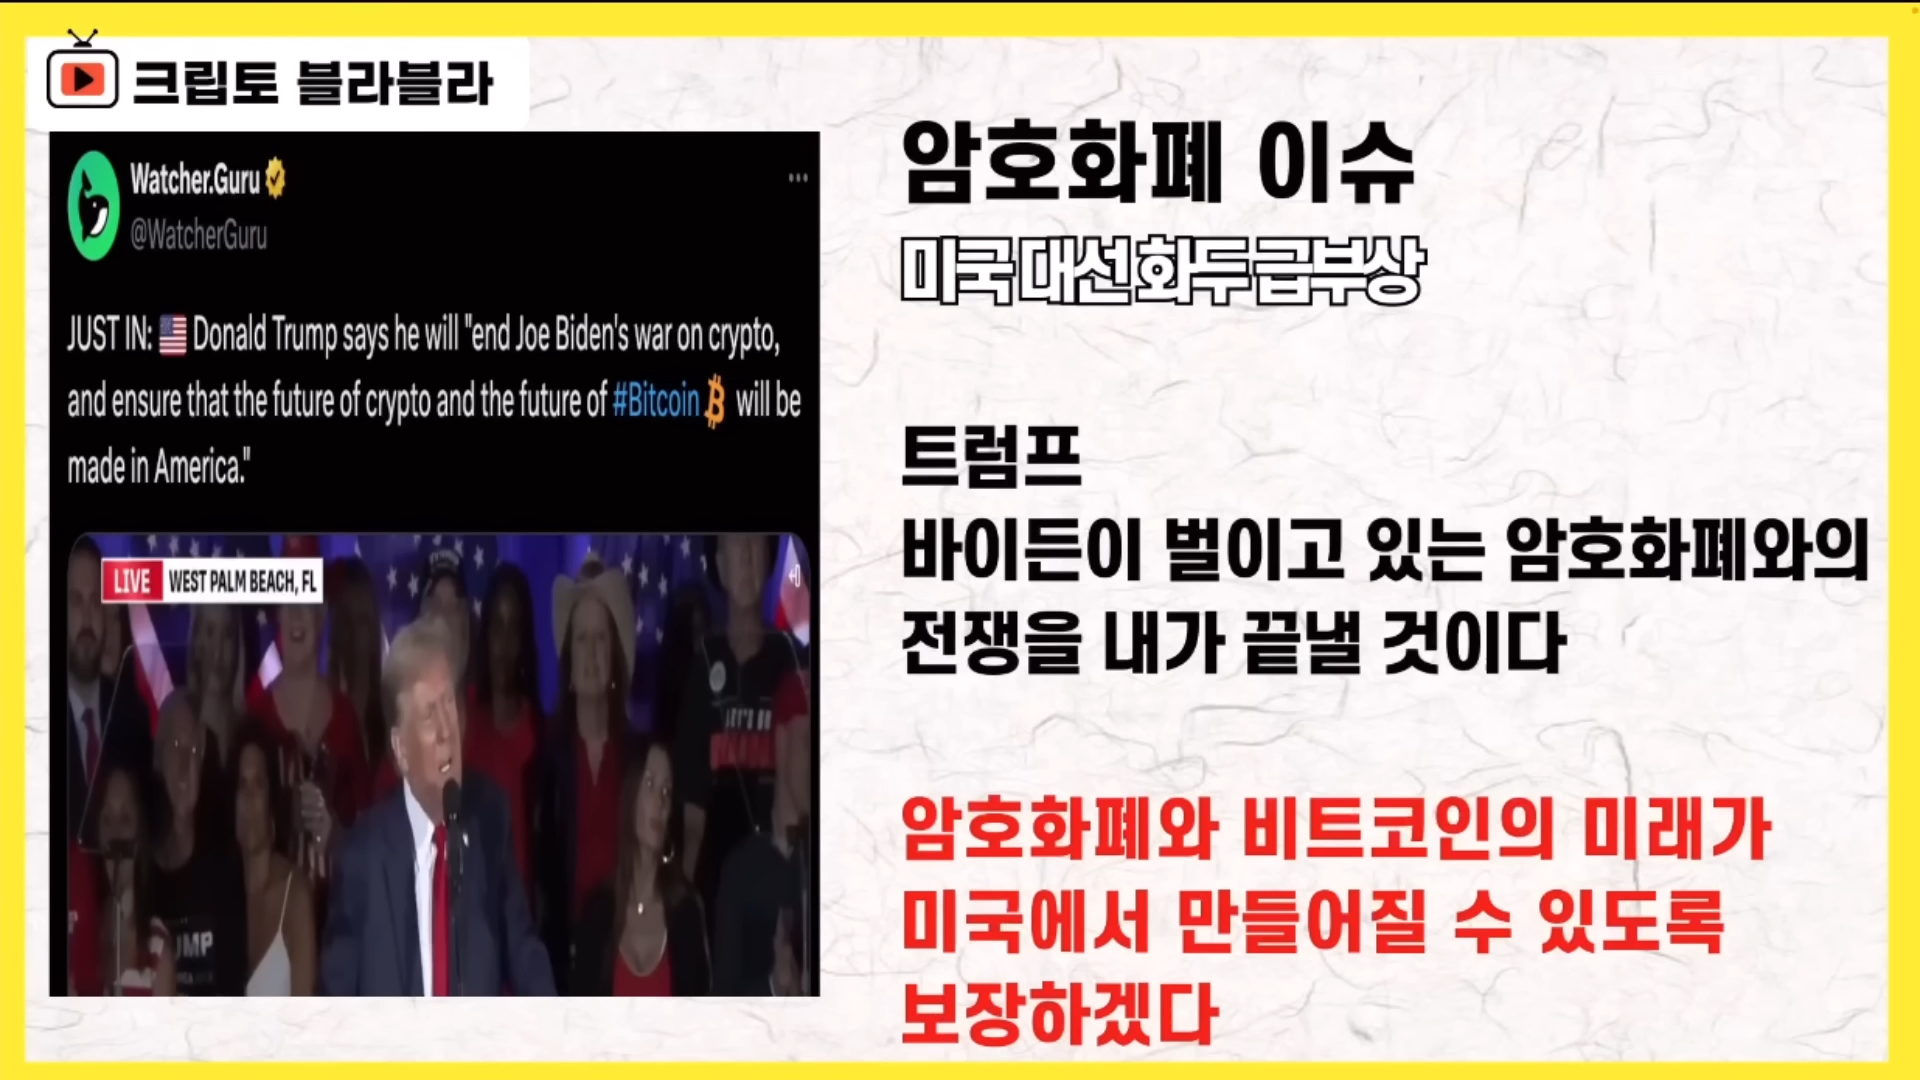 크립토 블라블라
Watcher.Guru
@WatcherGuru
JUST IN: 🇺🇸 Donald Trump says he will "end Joe Biden's war on crypto,
and ensure that the future of crypto and the future of #Bitcoin will be
made in America."
LIVE WEST PALM BEACH, FL
암호화폐 이슈
미국 대선 화두 급부상
트럼프
바이든이 벌이고 있는 암호화폐와의
전쟁을 내가 끝낼 것이다
암호화폐와 비트코인의 미래가
미국에서 만들어질 수 있도록
보장하겠다